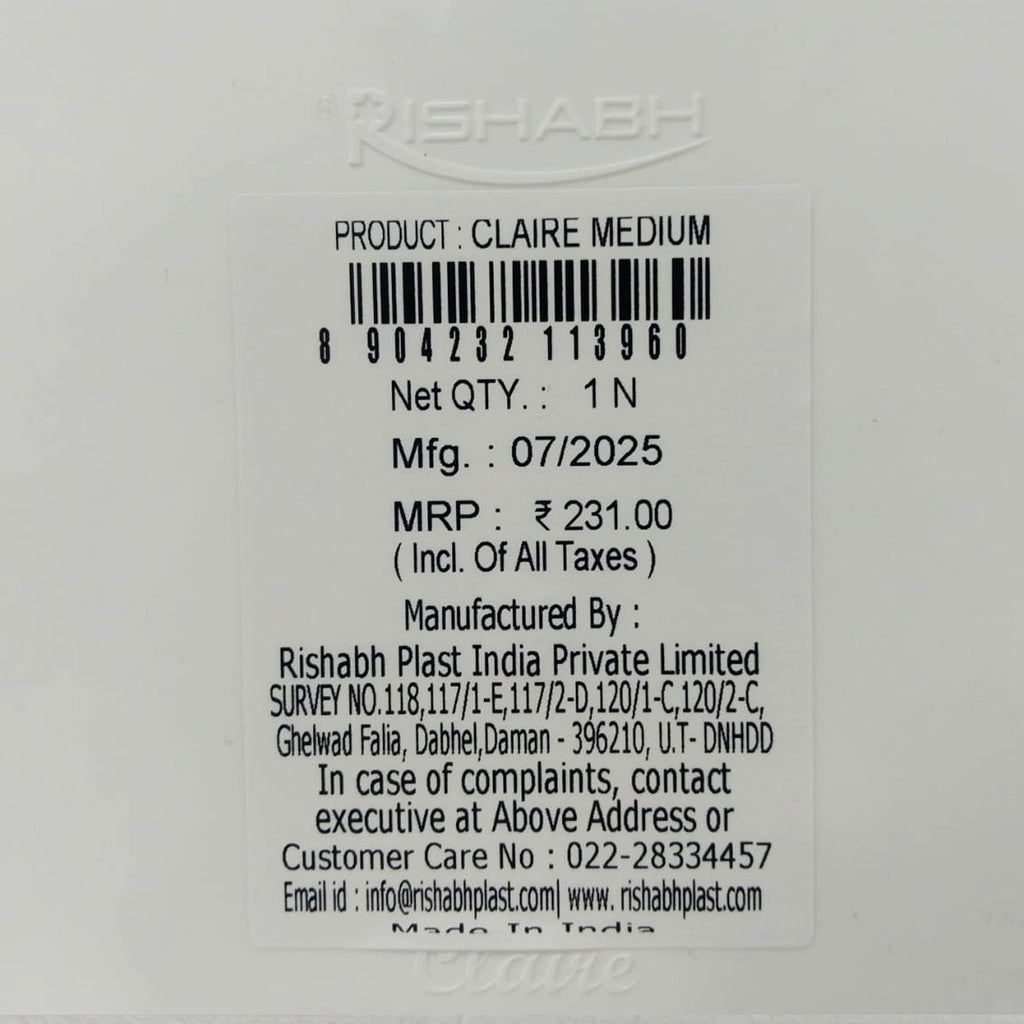 RISHABH
PRODUCT : CLAIRE MEDIUM
8 904232 113960
Net QTY. : 1 N
Mfg. : 07/2025
MRP : ₹ 231.00
( Incl. Of All Taxes )
Manufactured By :
Rishabh Plast India Private Limited
SURVEY NO.118,117/1-E,117/2-D,120/1-C,120/2-C,
Ghelwad Falia, Dabhel,Daman - 396210, U.T- DNHDD
In case of complaints, contact
executive at Above Address or
Customer Care No : 022-28334457
Email id : info@rishabhplast.com| www. rishabhplast.com
Made In India
Claire